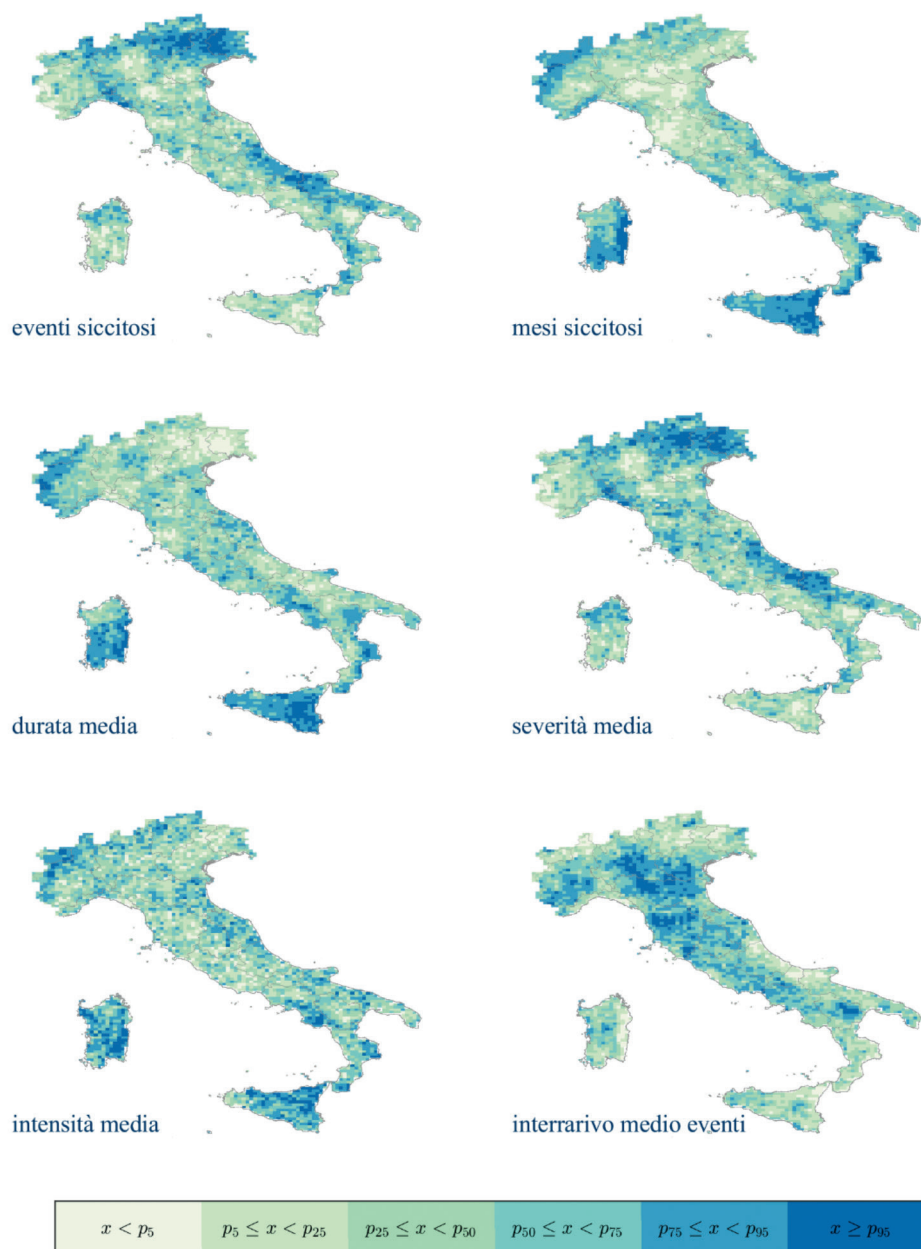 eventi siccitosi
mesi siccitosi
durata media
severità media
intensità media
interrarivo medio eventi
x < p₅
p₅ ≤ x < p₂₅
p₂₅ ≤ x < p₅₀
p₅₀ ≤ x < p₇₅
p₇₅ ≤ x < p₉₅
x ≥ p₉₅